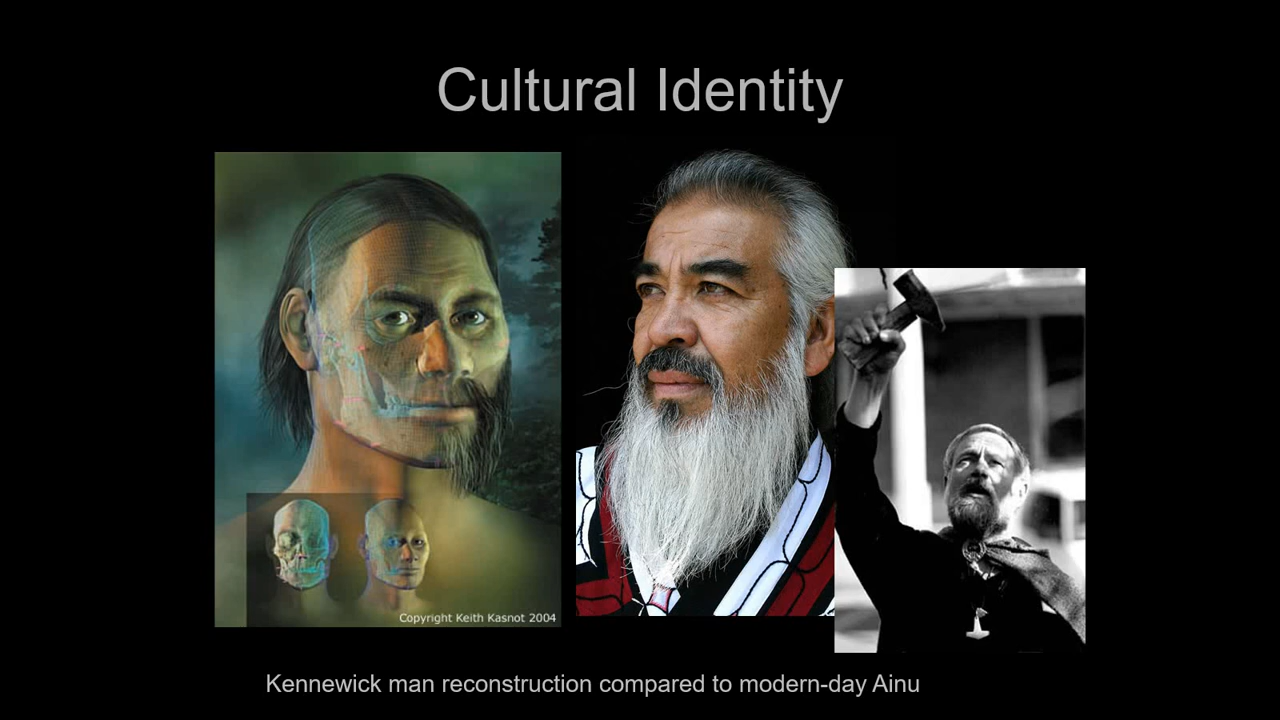 Cultural Identity
Copyright Keith Kasnot 2004
Kennewick man reconstruction compared to modern-day Ainu